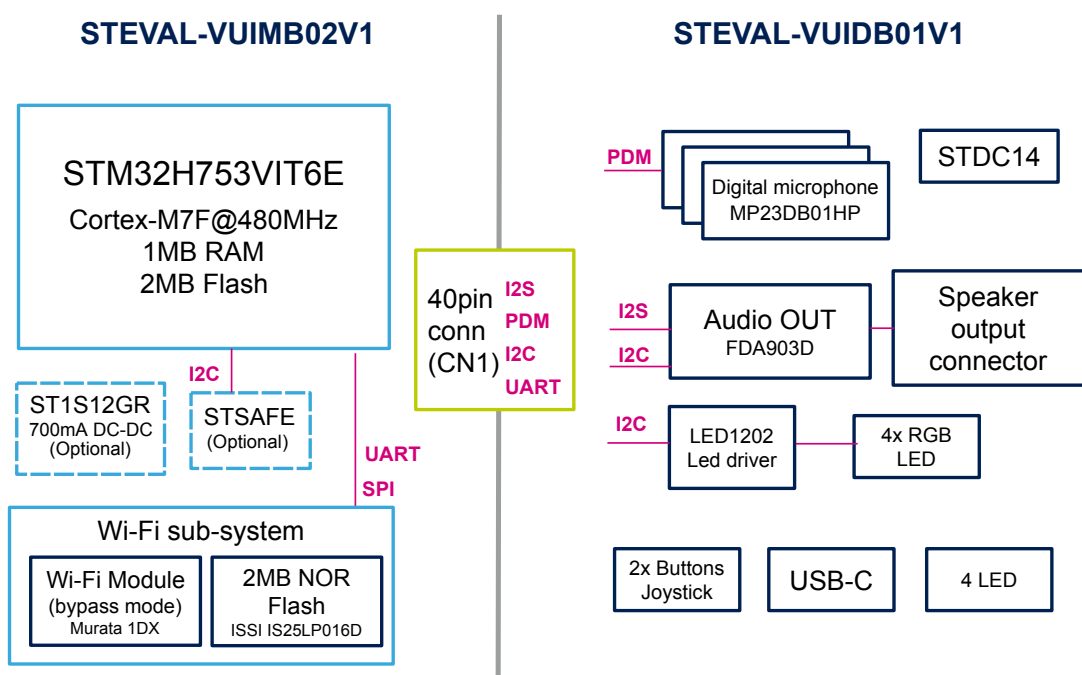 STEVAL-VUIMB02V1
STM32H753VIT6E
Cortex-M7F@480MHz
1MB RAM
2MB Flash
I2C
ST1S12GR
700mA DC-DC
(Optional)
STSAFE
(Optional)
UART
SPI
Wi-Fi sub-system
Wi-Fi Module
(bypass mode)
Murata 1DX
2MB NOR
Flash
ISSI IS25LP016D
40pin
conn
(CN1)
I2S
PDM
I2C
UART
STEVAL-VUIDB01V1
PDM
Digital microphone
MP23DB01HP
STDC14
I2S
I2C
Audio OUT
FDA903D
Speaker
output
connector
I2C
LED1202
Led driver
4x RGB
LED
2x Buttons
Joystick
USB-C
4 LED